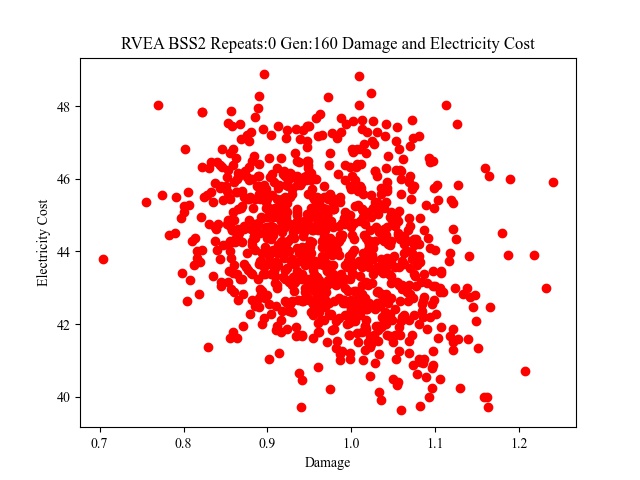 RVEA BSS2 Repeats:0 Gen:160 Damage and Electricity Cost
48
46
44
42
40
Electricity Cost
0.7 0.8 0.9 1.0 1.1 1.2
Damage